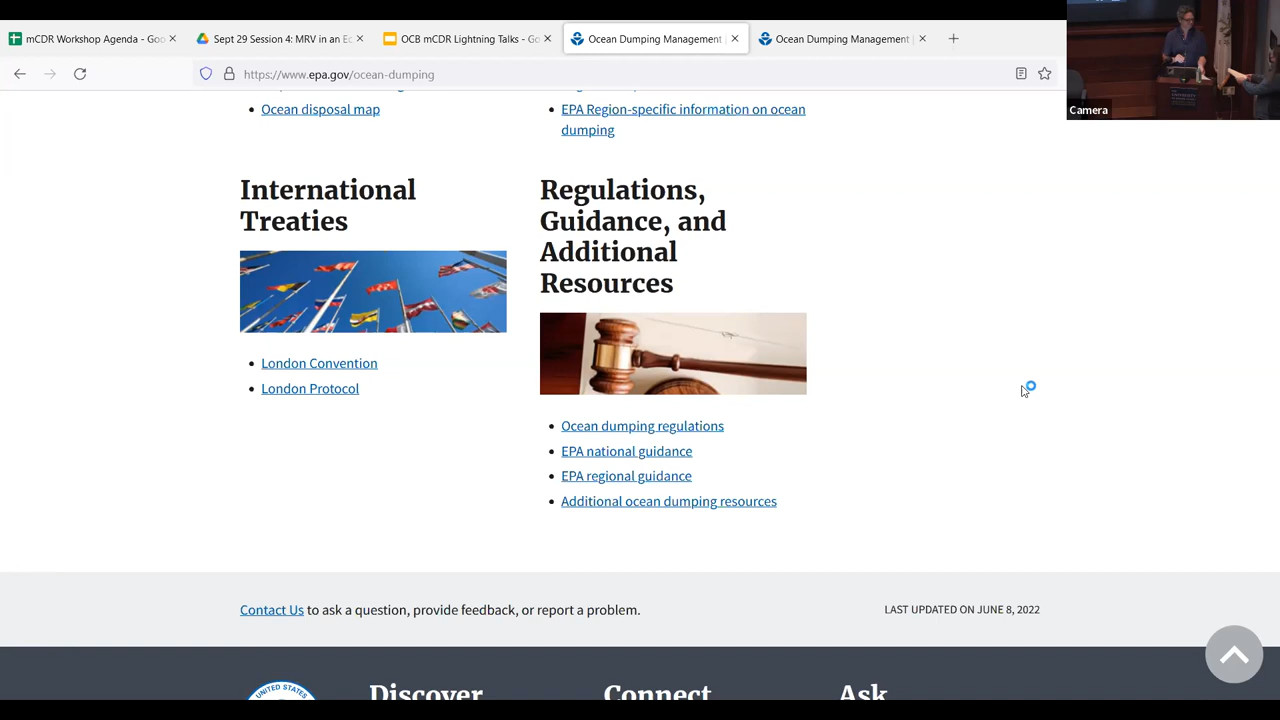 mCDR Workshop Agenda - Goo
Sept 29 Session 4: MRV in an Ec
OCB mCDR Lightning Talks - Go
Ocean Dumping Management |
Ocean Dumping Management |
https://www.epa.gov/ocean-dumping
Camera
Ocean disposal map
EPA Region-specific information on ocean
dumping
International
Treaties
London Convention
London Protocol
Regulations,
Guidance, and
Additional
Resources
Ocean dumping regulations
EPA national guidance
EPA regional guidance
Additional ocean dumping resources
Contact Us to ask a question, provide feedback, or report a problem.
LAST UPDATED ON JUNE 8, 2022
UNITED STATES
Discover
Connect
Ask